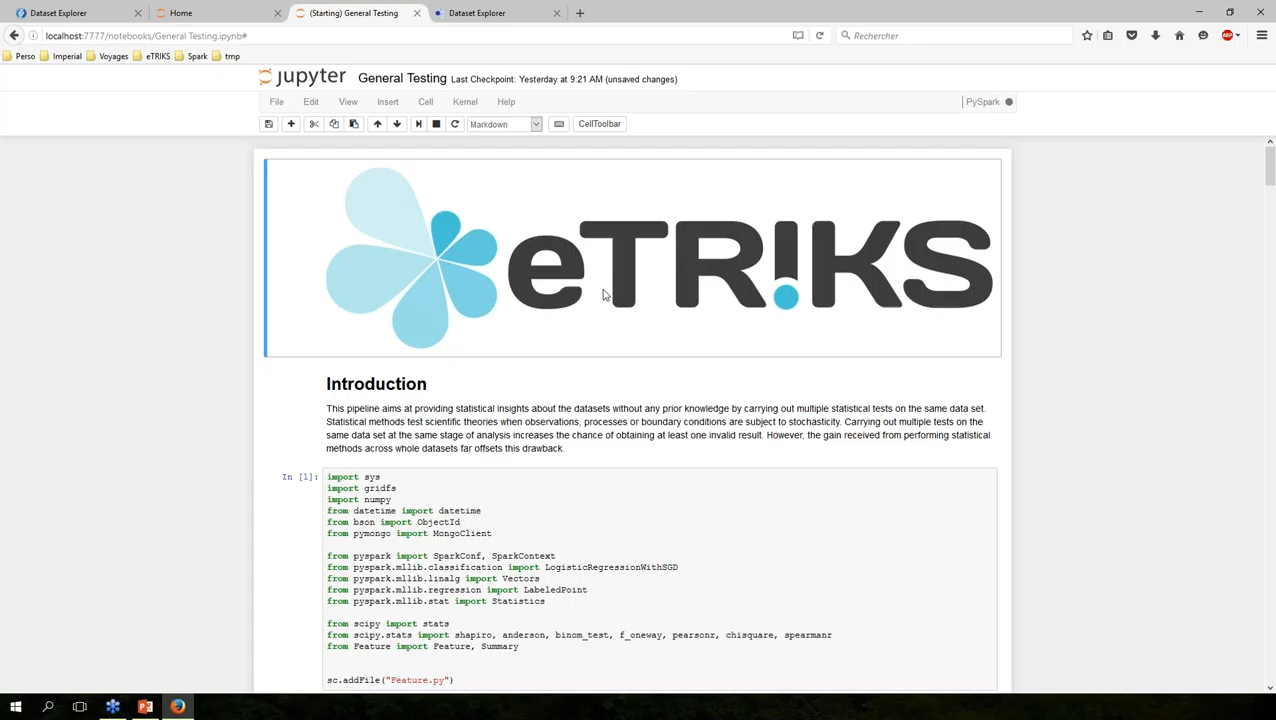 Dataset Explorer
Home
(Starting) General Testing
Dataset Explorer
localhost:7777/notebooks/General Testing.ipynb#
Rechercher
ABP
Perso
Imperial
Voyages
eTRIKS
Spark
tmp
jupyter General Testing Last Checkpoint: Yesterday at 9:21 AM (unsaved changes)
File Edit View Insert Cell Kernel Help
PySpark
Markdown
CellToolbar
eTRIKS
Introduction
This pipeline aims at providing statistical insights about the datasets without any prior knowledge by carrying out multiple statistical tests on the same data set.
Statistical methods test scientific theories when observations, processes or boundary conditions are subject to stochasticity. Carrying out multiple tests on the
same data set at the same stage of analysis increases the chance of obtaining at least one invalid result. However, the gain received from performing statistical
methods across whole datasets far offsets this drawback.
In [1]:
import sys
import gridfs
import numpy
from datetime import datetime
from bson import ObjectId
from pymongo import MongoClient
from pyspark import SparkConf, SparkContext
from pyspark.mllib.classification import LogisticRegressionWithSGD
from pyspark.mllib.linalg import Vectors
from pyspark.mllib.regression import LabeledPoint
from pyspark.mllib.stat import Statistics
from scipy import stats
from scipy.stats import shapiro, anderson, binom_test, f_oneway, pearsonr, chisquare, spearmanr
from Feature import Feature, Summary
sc.addFile("Feature.py")